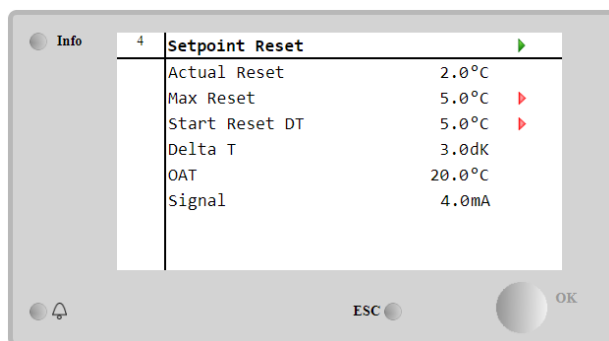 Info
4 Setpoint Reset
Actual Reset 2.0°C
Max Reset 5.0°C
Start Reset DT 5.0°C
Delta T 3.0dK
OAT 20.0°C
Signal 4.0mA
ESC OK